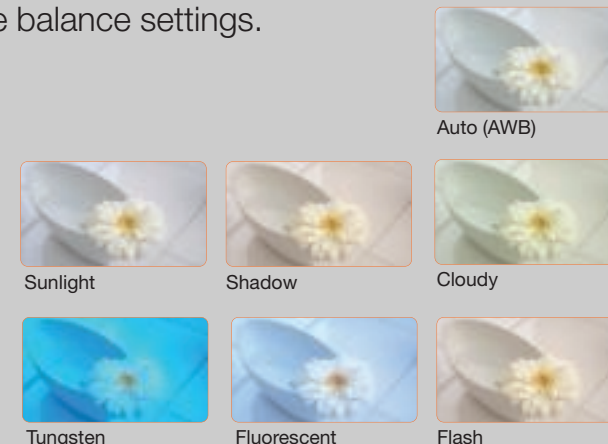 balance settings.
Auto (AWB)
Sunlight
Shadow
Cloudy
Tungsten
Fluorescent
Flash